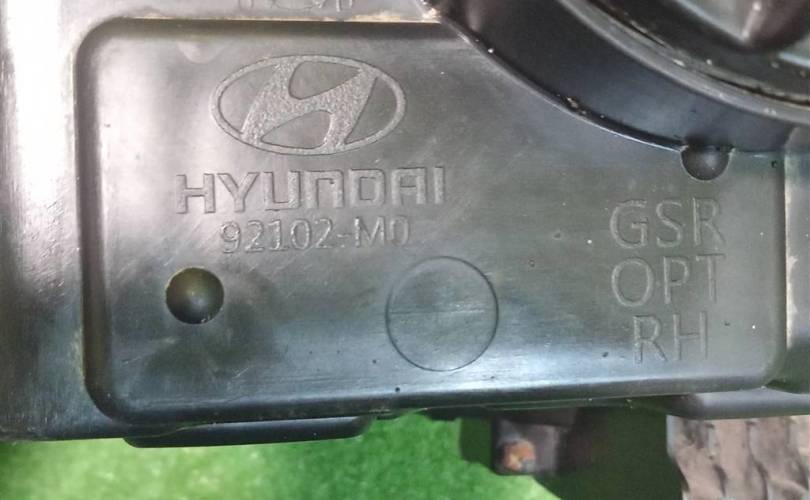 HYUNDAI
92102-M0
GSR
OPT
RH